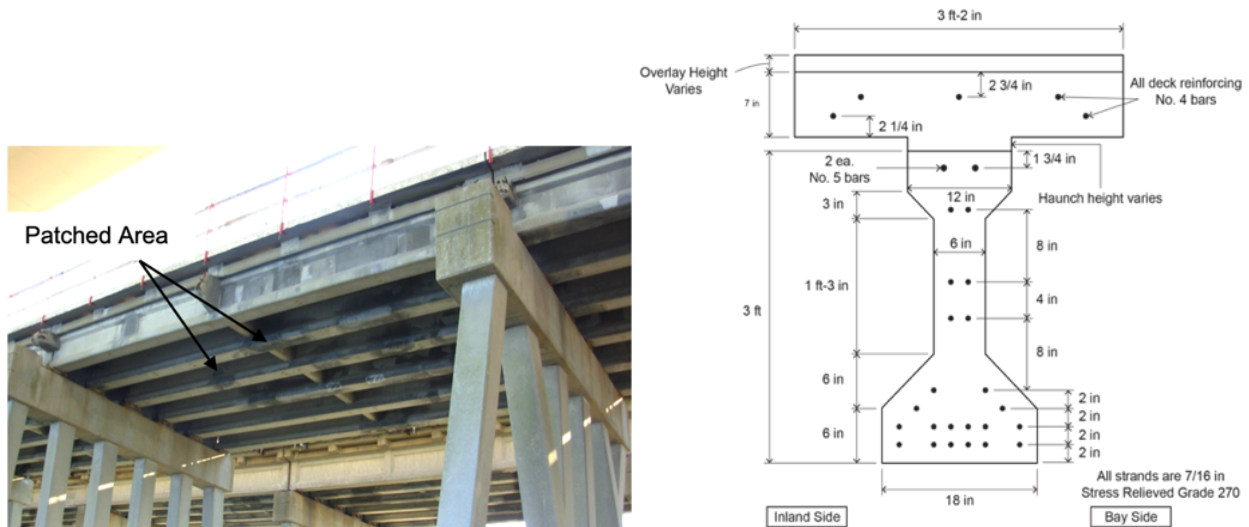 Patched Area
3 ft-2 in
Overlay Height
Varies
7 in
2 3/4 in
All deck reinforcing
No. 4 bars
2 1/4 in
2 ea.
No. 5 bars
1 3/4 in
12 in
Haunch height varies
3 in
6 in
8 in
1 ft-3 in
4 in
3 ft
8 in
6 in
2 in
2 in
6 in
2 in
2 in
18 in
All strands are 7/16 in
Stress Relieved Grade 270
Inland Side
Bay Side